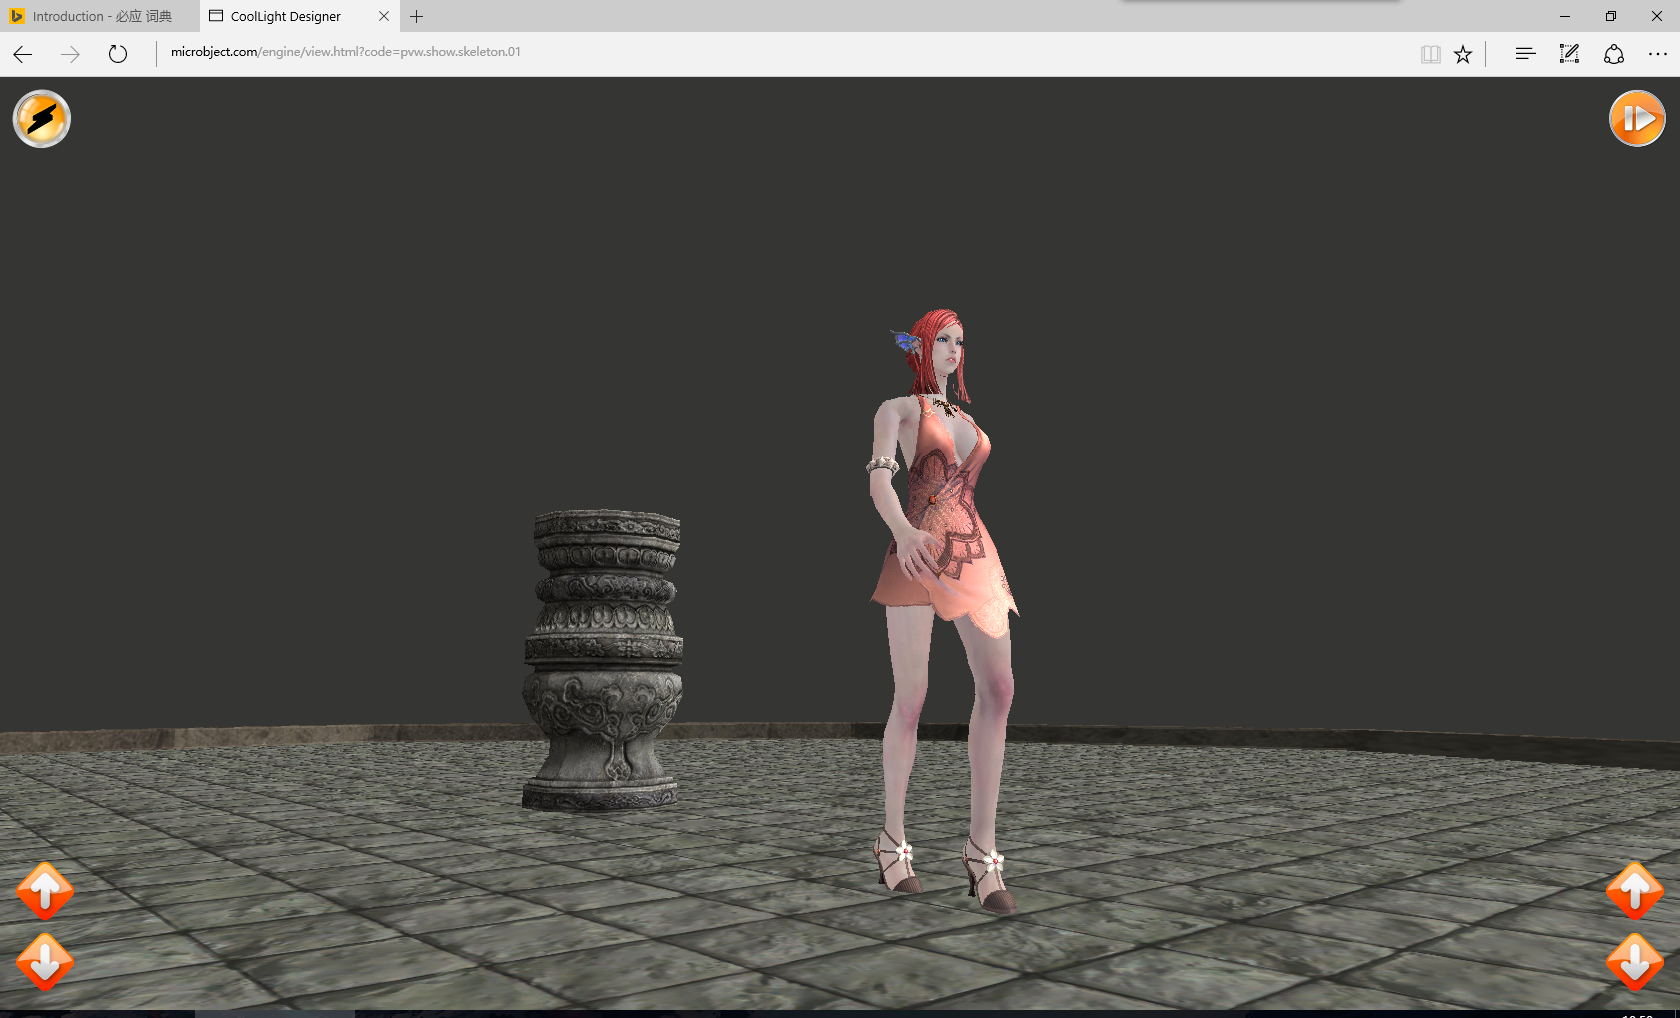 Introduction - 必应 词典
CoolLight Designer
microbject.com/engine/view.html?code=pvw.show.skeleton.01